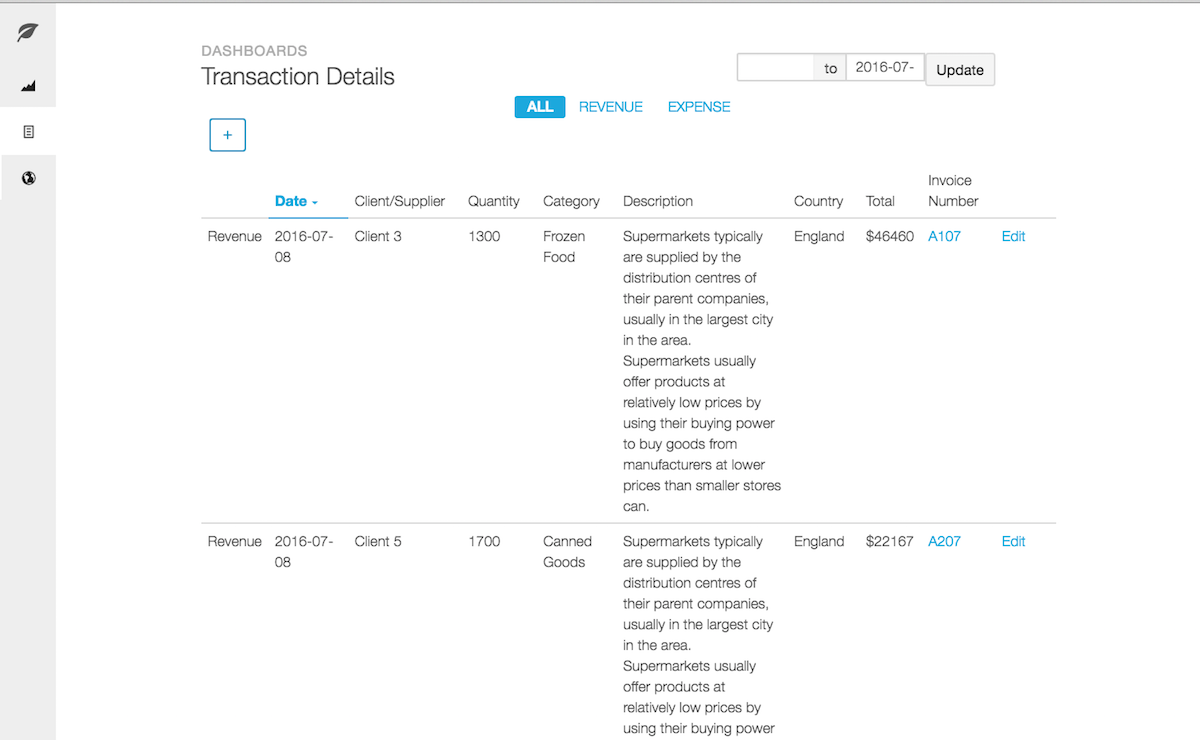 DASHBOARDS
Transaction Details
to 2016-07- Update
ALL REVENUE EXPENSE
+
Date Client/Supplier Quantity Category Description Country Total Invoice Number
Revenue 2016-07-08 Client 3 1300 Frozen Food
Supermarkets typically
are supplied by the
distribution centres of
their parent companies,
usually in the largest city
in the area.
Supermarkets usually
offer products at
relatively low prices by
using their buying power
to buy goods from
manufacturers at lower
prices than smaller stores
can.
England $46460 A107 Edit
Revenue 2016-07-08 Client 5 1700 Canned Goods
Supermarkets typically
are supplied by the
distribution centres of
their parent companies,
usually in the largest city
in the area.
Supermarkets usually
offer products at
relatively low prices by
using their buying power
England $22167 A207 Edit